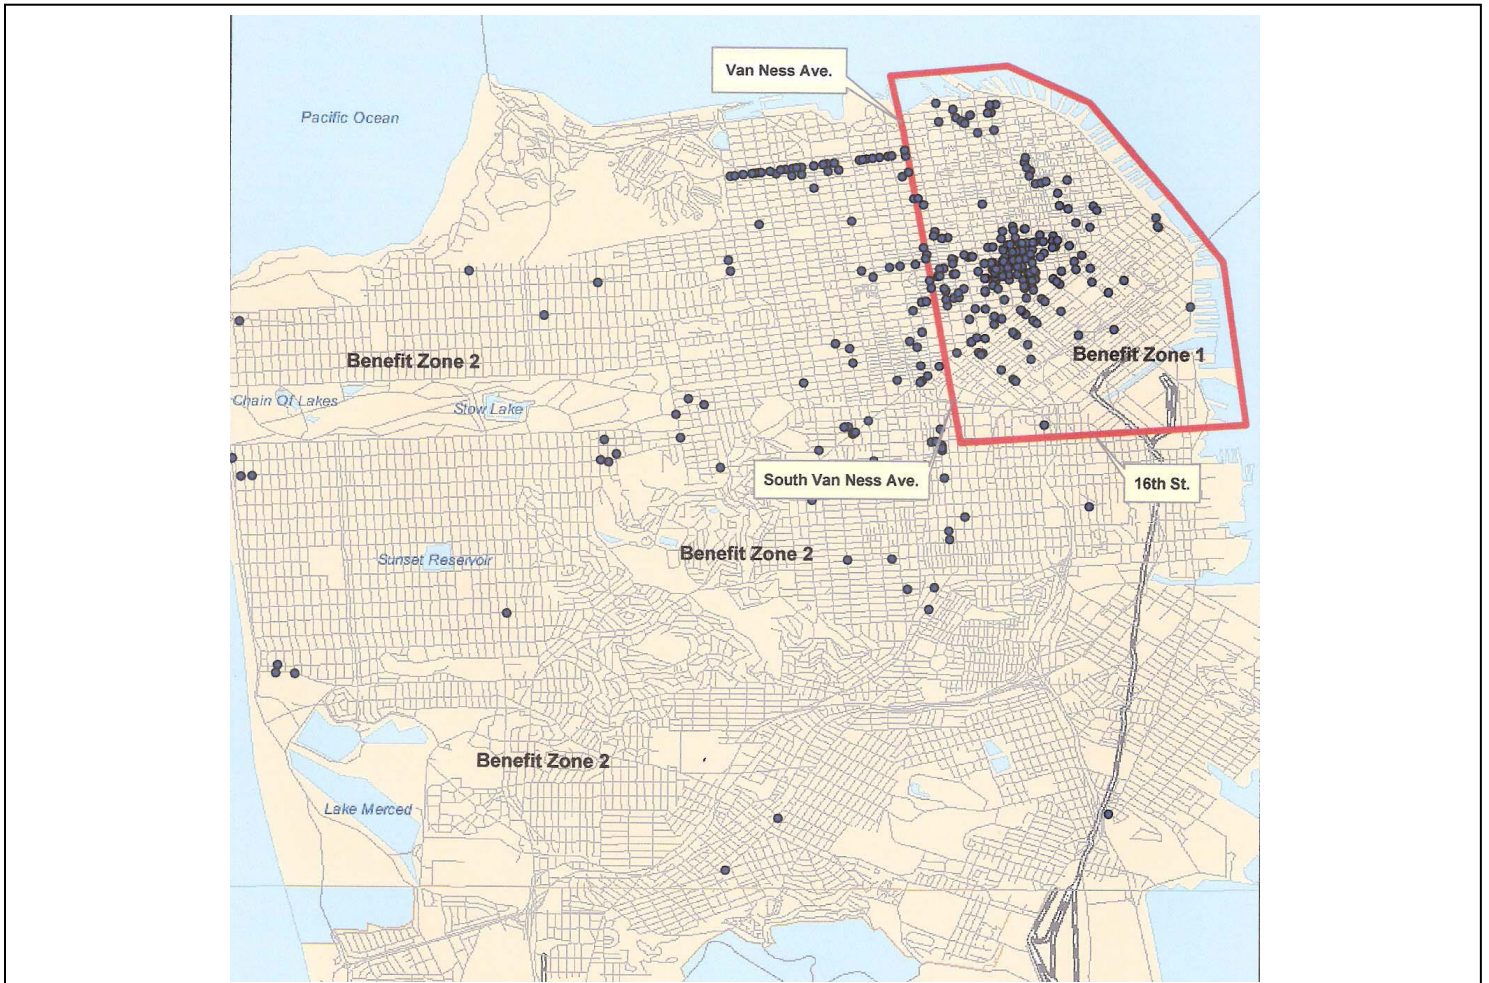 Van Ness Ave.
Pacific Ocean
Benefit Zone 1
Benefit Zone 2
Chain Of Lakes
Stow Lake
South Van Ness Ave.
16th St.
Benefit Zone 2
Sunset Reservoir
Benefit Zone 2
Lake Merced